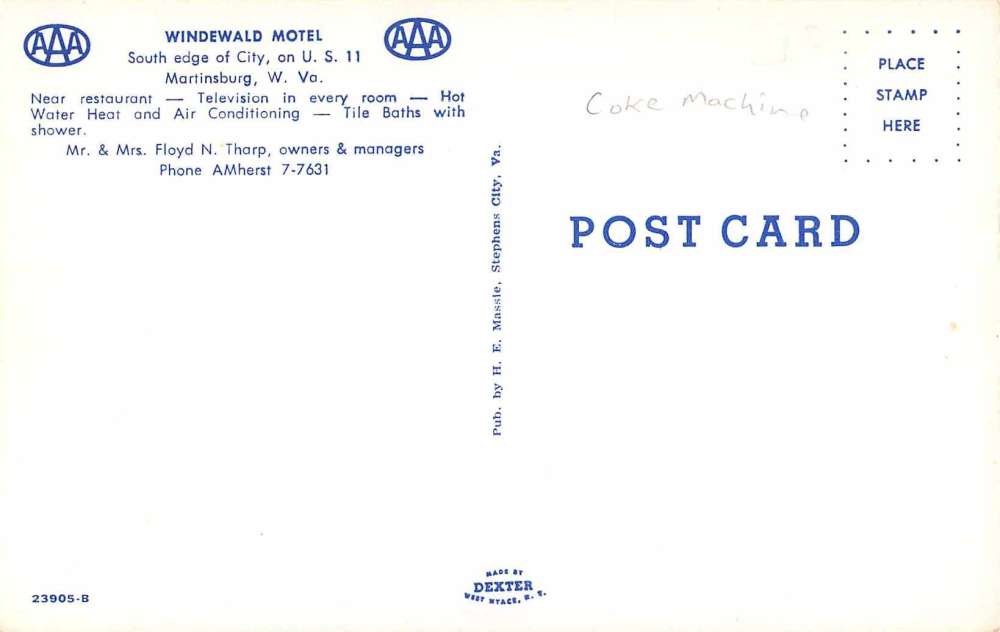 AAA
WINDEWALD MOTEL
AAA
South edge of City, on U. S. 11
Martinsburg, W. Va.
Near restaurant — Television in every room — Hot
Water Heat and Air Conditioning — Tile Baths with
shower.
Mr. & Mrs. Floyd N. Tharp, owners & managers
Phone AMherst 7-7631
23905-B
Pub. by H. E. Massie, Stephens City, Va.
MADE BY
DEXTER
WEST NYACK, N. Y.
Coke Machine
PLACE
STAMP
HERE
POST CARD